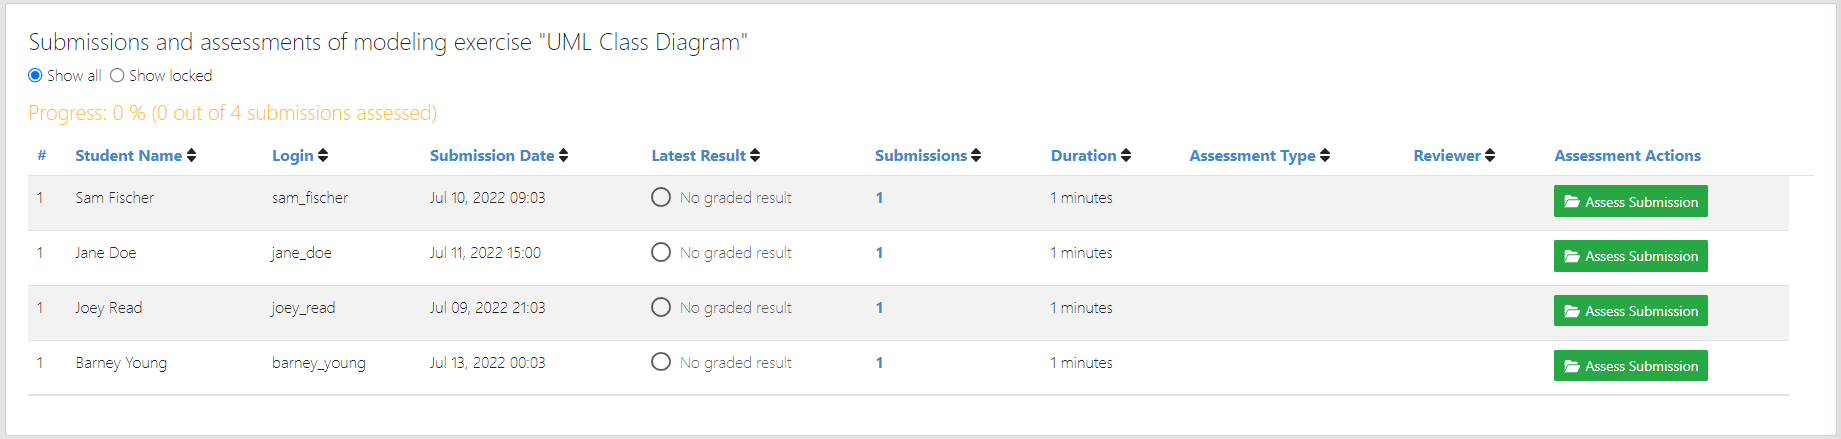 Submissions and assessments of modeling exercise "UML Class Diagram"
Show all Show locked
Progress: 0 % (0 out of 4 submissions assessed)
# Student Name Login Submission Date Latest Result Submissions Duration Assessment Type Reviewer Assessment Actions
1 Sam Fischer sam_fischer Jul 10, 2022 09:03 No graded result 1 1 minutes Assess Submission
1 Jane Doe jane_doe Jul 11, 2022 15:00 No graded result 1 1 minutes Assess Submission
1 Joey Read joey_read Jul 09, 2022 21:03 No graded result 1 1 minutes Assess Submission
1 Barney Young barney_young Jul 13, 2022 00:03 No graded result 1 1 minutes Assess Submission